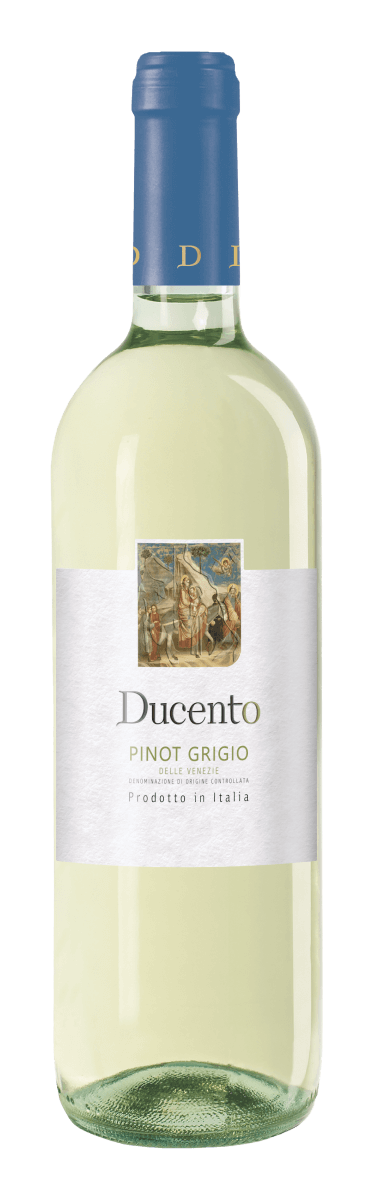 D D I
Ducento
PINOT GRIGIO
DELLE VENEZIE
DENOMINAZIONE DI ORIGINE CONTROLLATA
Prodotto in Italia